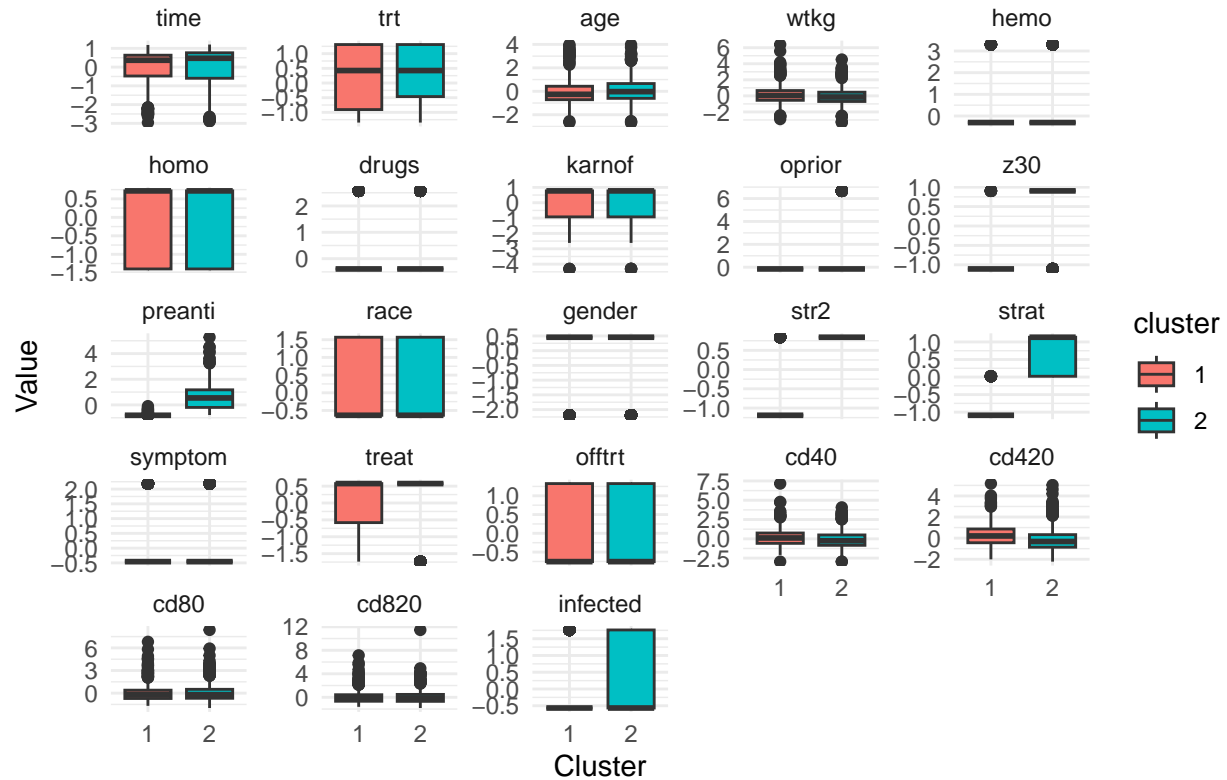 time trt age wtkg hemo
1 1.0 4 6 3
0 0.5 2 4 2
−1 0.0 0 2 1
−2 −0.5 −2 0 0
−3 −1.0 −2
homo drugs karnof oprior z30
0.5 2 1 6 1.0
0.0 0 0 4 0.5
−0.5 −1 2 0.0
−1.0 −2 0 −0.5
−1.5 −3 −1.0
−4
preanti race gender str2 strat
4 1.5 0.5 0.5 1.0
2 1.0 0.0 0.0 0.5
0 0.5 −0.5 −0.5 0.0
0.0 −1.0 −1.0 −0.5
−0.5 −1.5 −1.0
−2.0
symptom treat offtrt cd40 cd420
2.0 0.5 1.0 7.5 4
1.5 0.0 0.5 5.0 2
1.0 −0.5 0.0 2.5 0
0.5 −1.0 −0.5 0.0 −2
0.0 −1.5 −2.5
−0.5
1 2 1 2
cd80 cd820 infected
6 12 1.5
3 8 1.0
0 4 0.5
0 0.0
−0.5
1 2 1 2 1 2
Cluster
Value
cluster
1
2